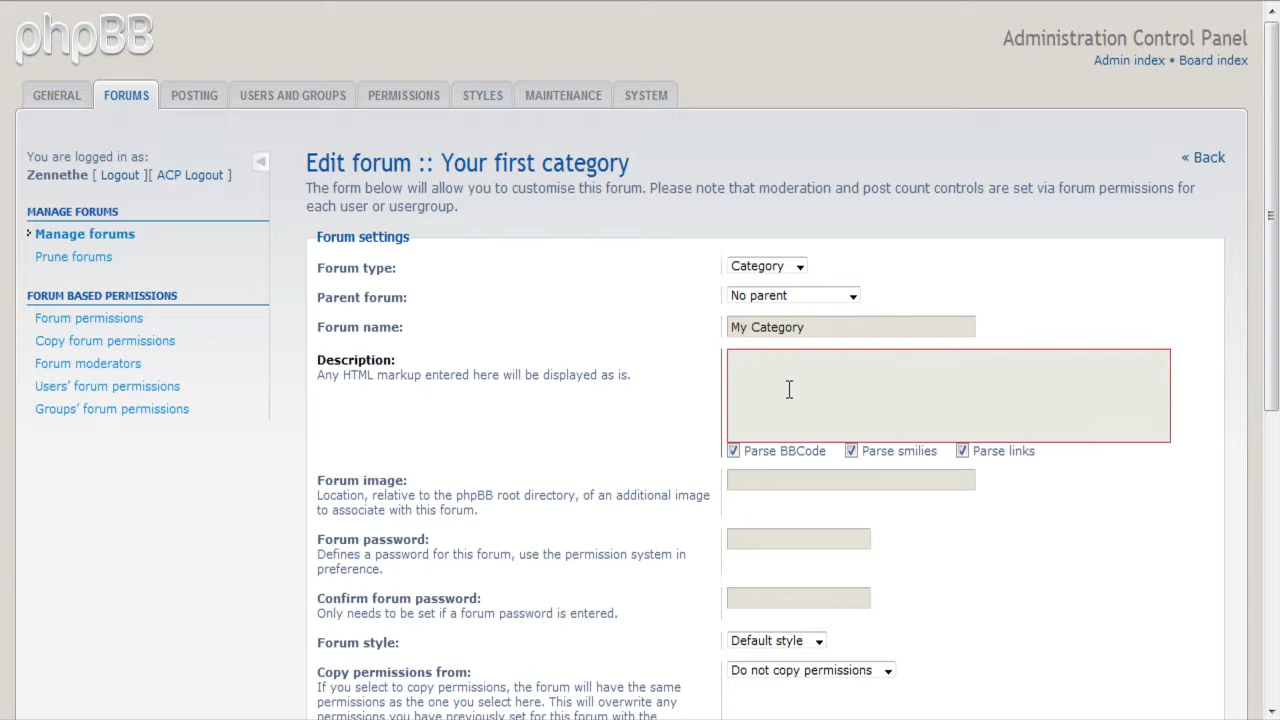 phpBB
Administration Control Panel
Admin index • Board index
GENERAL FORUMS POSTING USERS AND GROUPS PERMISSIONS STYLES MAINTENANCE SYSTEM
You are logged in as:
Zennethe [ Logout ][ ACP Logout ]
MANAGE FORUMS
Manage forums
Prune forums
FORUM BASED PERMISSIONS
Forum permissions
Copy forum permissions
Forum moderators
Users’ forum permissions
Groups’ forum permissions
« Back
Edit forum :: Your first category
The form below will allow you to customise this forum. Please note that moderation and post count controls are set via forum permissions for
each user or usergroup.
Forum settings
Forum type: Category
Parent forum: No parent
Forum name: My Category
Description:
Any HTML markup entered here will be displayed as is.
Parse BBCode Parse smilies Parse links
Forum image:
Location, relative to the phpBB root directory, of an additional image
to associate with this forum.
Forum password:
Defines a password for this forum, use the permission system in
preference.
Confirm forum password:
Only needs to be set if a forum password is entered.
Forum style: Default style
Copy permissions from: Do not copy permissions
If you select to copy permissions, the forum will have the same
permissions as the one you select here. This will overwrite any
permissions you have previously set for this forum with the